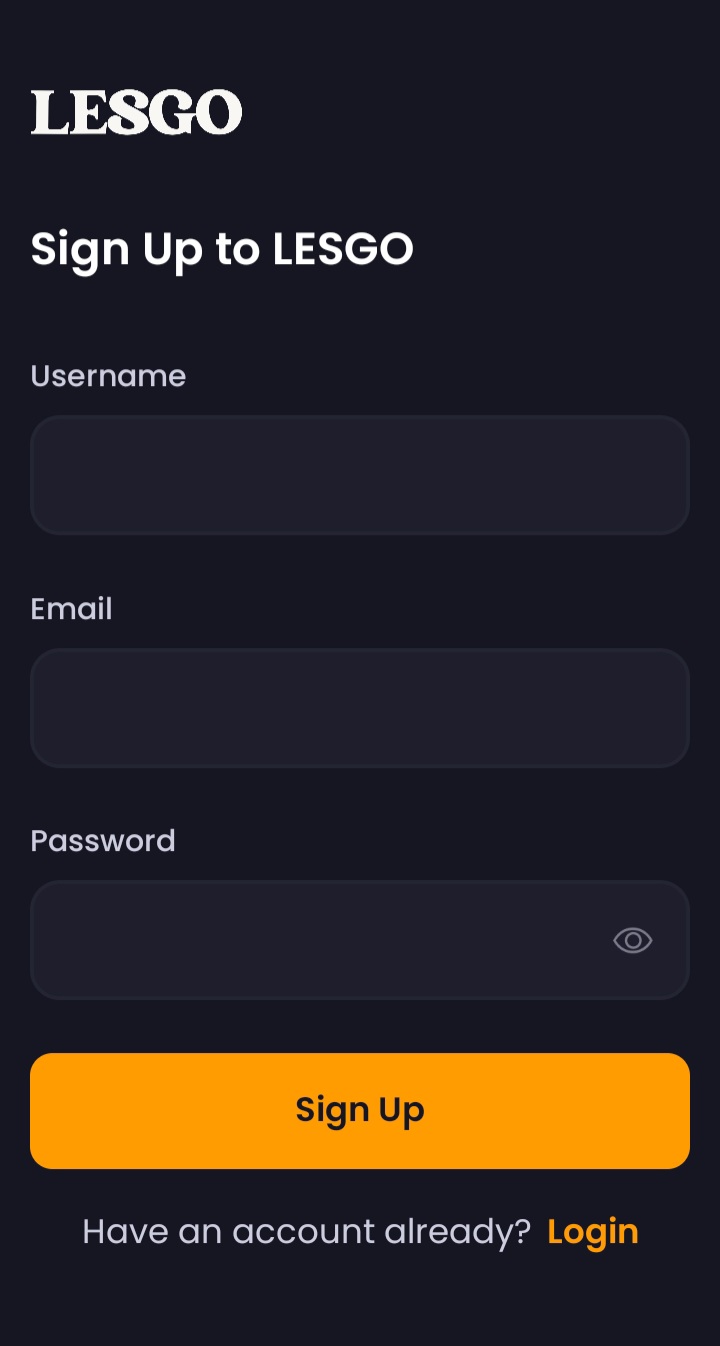 LESGO
Sign Up to LESGO
Username
Email
Password
Sign Up
Have an account already? Login